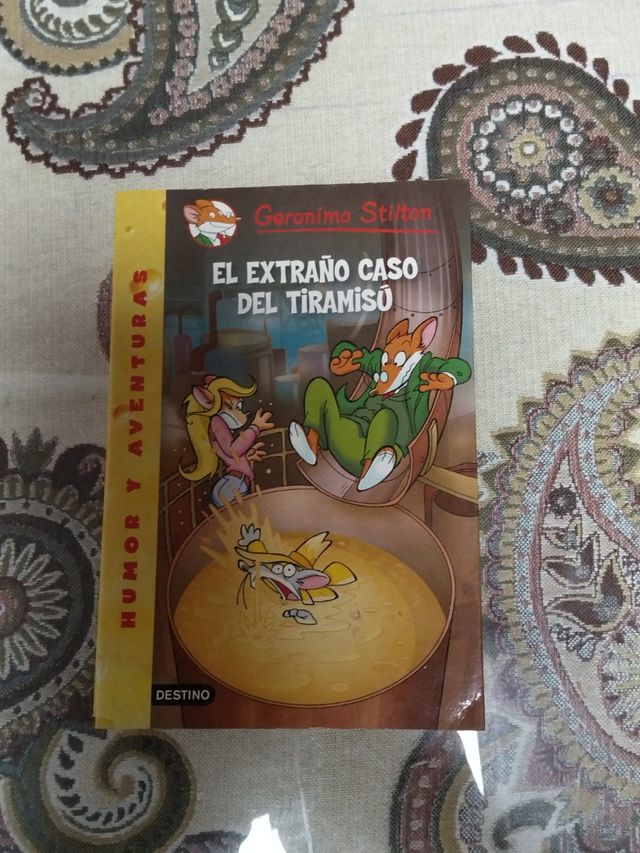 Geronimo Stilton
EL EXTRAÑO CASO
DEL TIRAMISÚ
HUMOR Y AVENTURAS
DESTINO